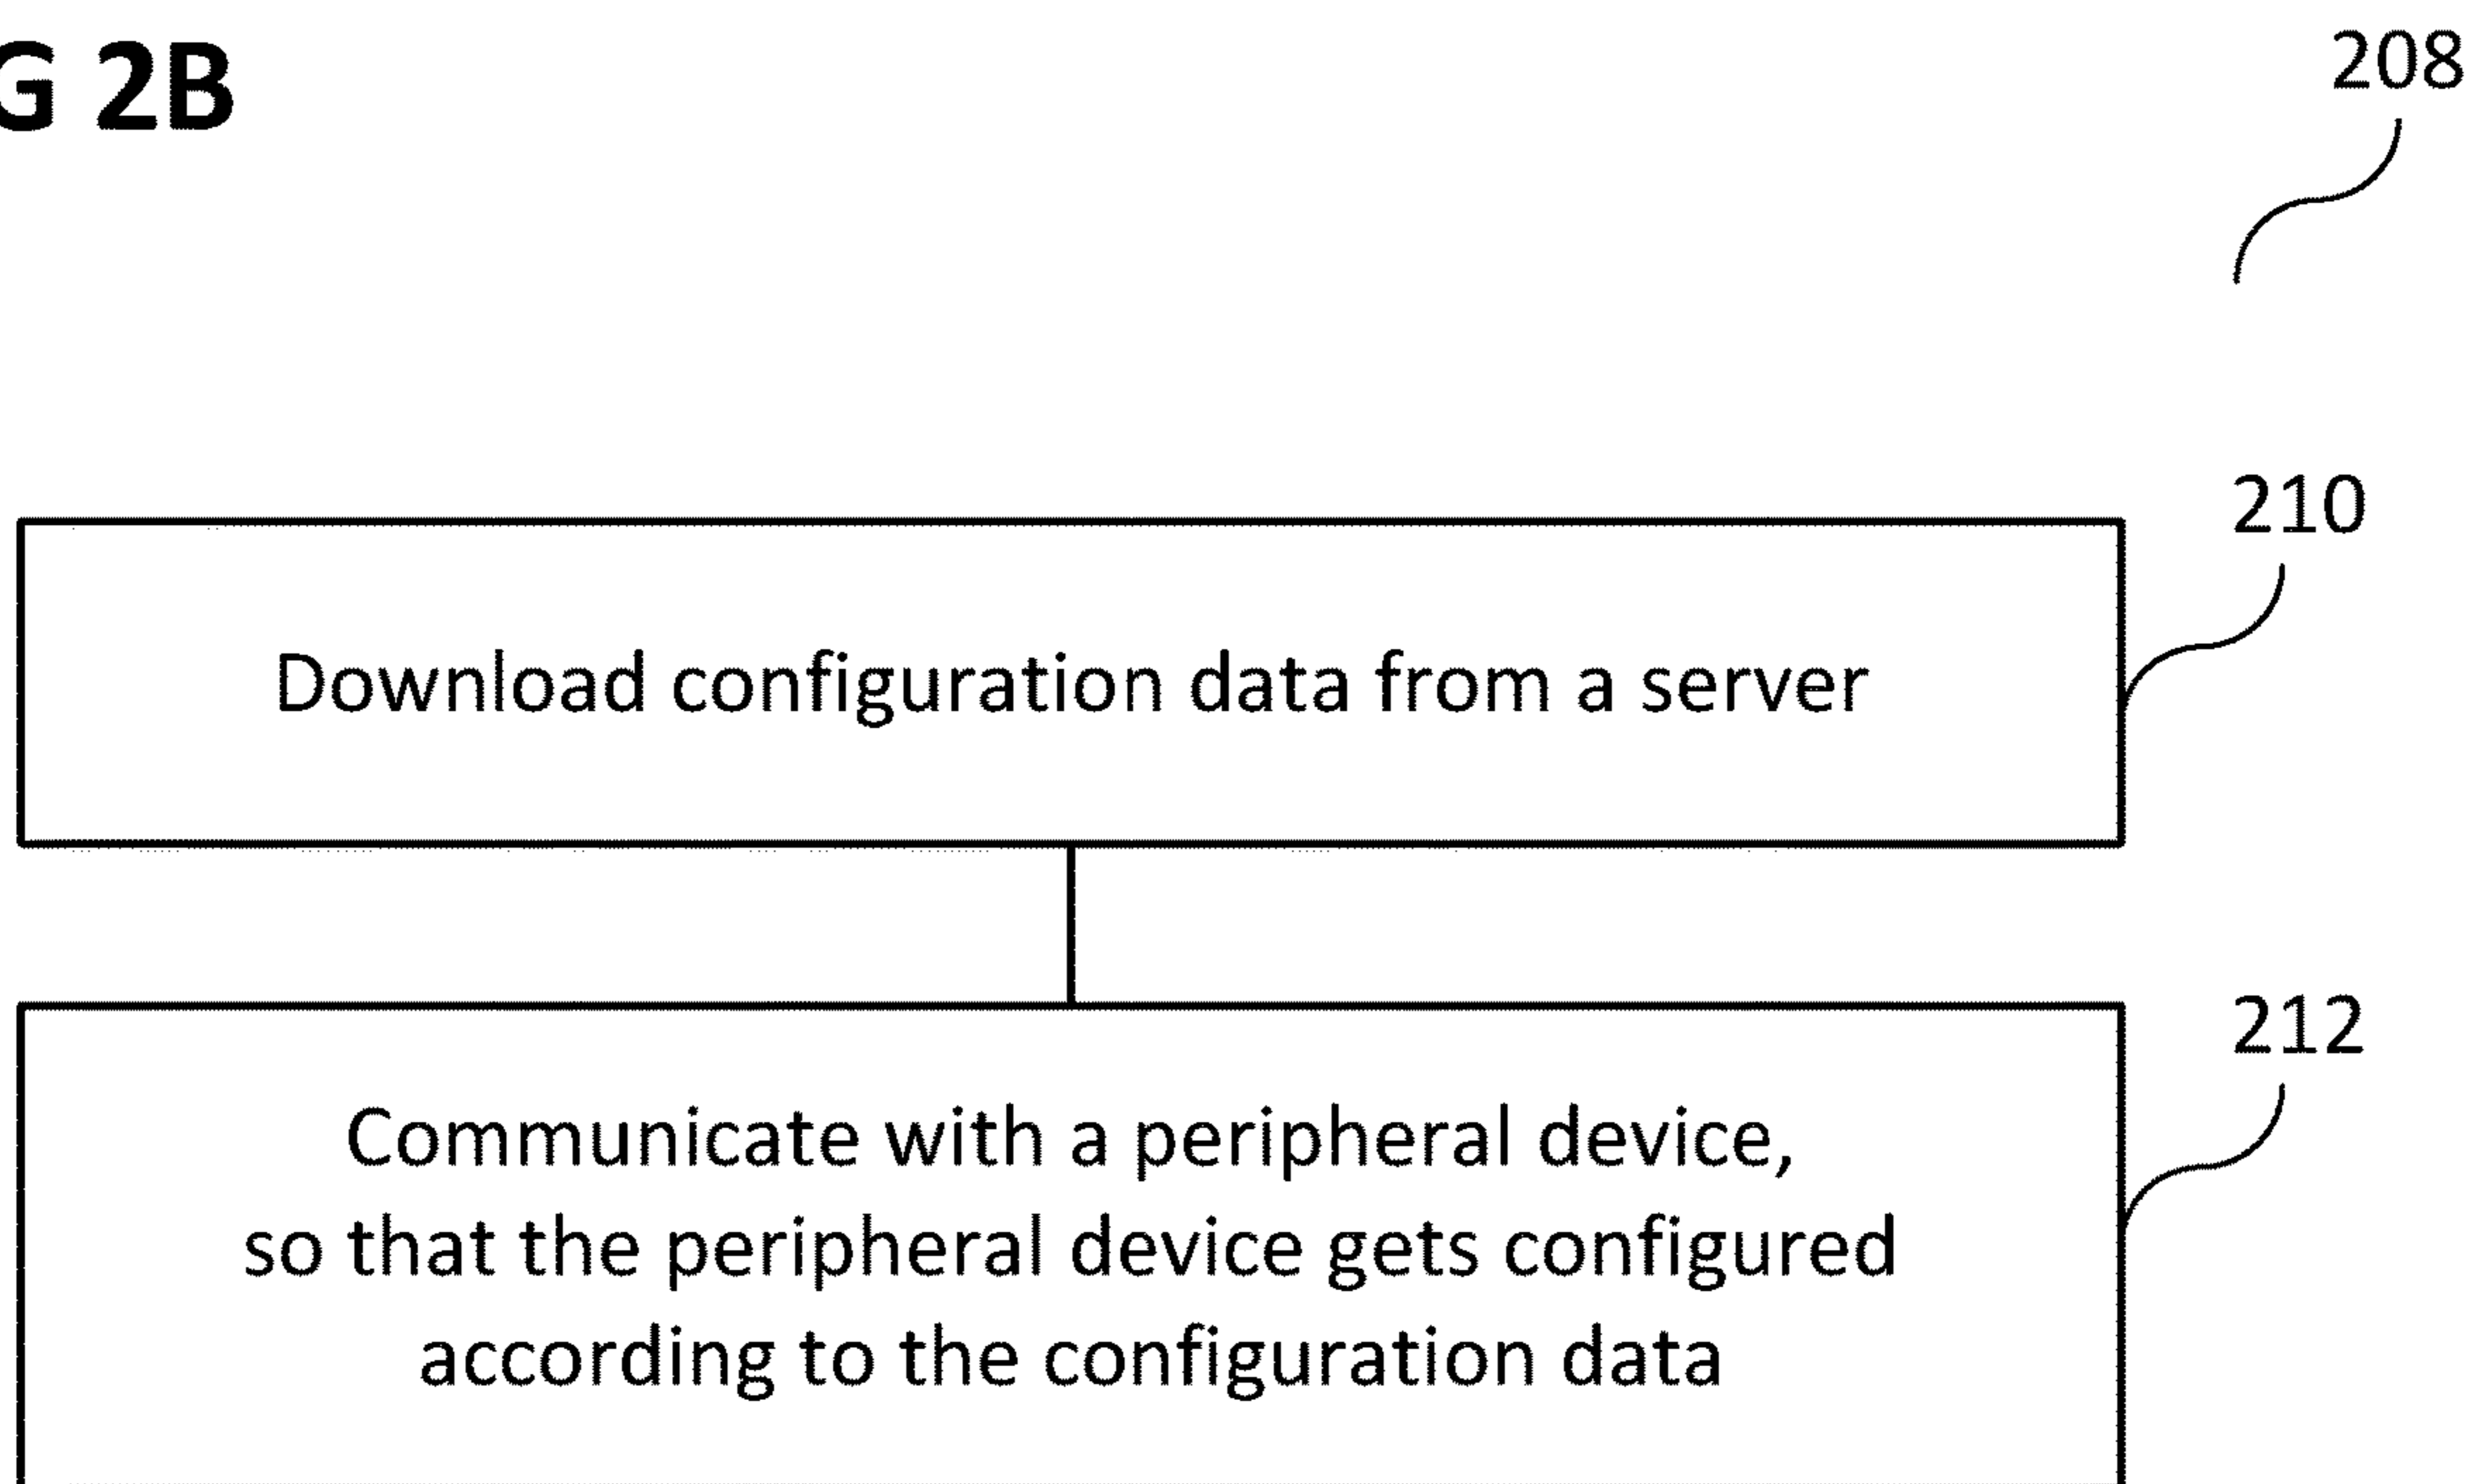 G 2B
208
210
Download configuration data from a server
212
Communicate with a peripheral device,
so that the peripheral device gets configured
according to the configuration data